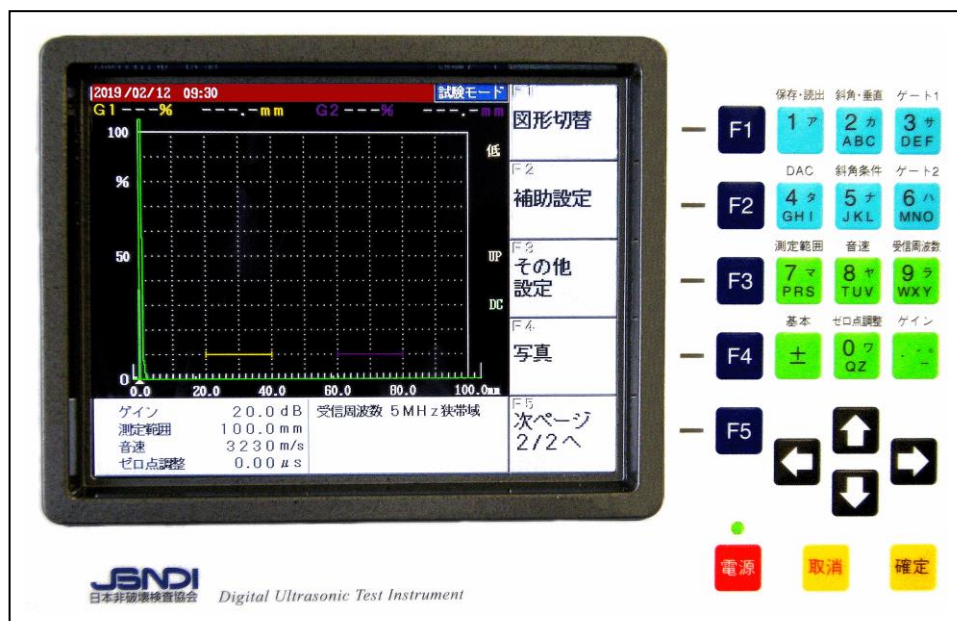 2019/02/12 09:30 試験モード
G1 ---% ---.-mm G2 ---% ---.-mm
100
%
50
0
低
UP
DC
0.0 20.0 40.0 60.0 80.0 100.0mm
ゲイン 20.0dB
測定範囲 100.0mm
音速 3230m/s
ゼロ点調整 0.00μs
受信周波数 5MHz狭帯域
F1
図形切替
F2
補助設定
F3
その他
設定
F4
写真
F5
次ページ
2/2へ
保存・読出 斜角・垂直 ゲート1
F1 1ア 2カ 3サ
ABC DEF
DAC 斜角条件 ゲート2
F2 4タ 5ナ 6ハ
GHI JKL MNO
測定範囲 音速 受信周波数
F3 7マ 8ヤ 9ラ
PRS TUV WXY
基本 ゼロ点調整 ゲイン
F4 ± 0ワ
QZ
F5
電源 取消 確定
JSNDI
日本非破壊検査協会
Digital Ultrasonic Test Instrument